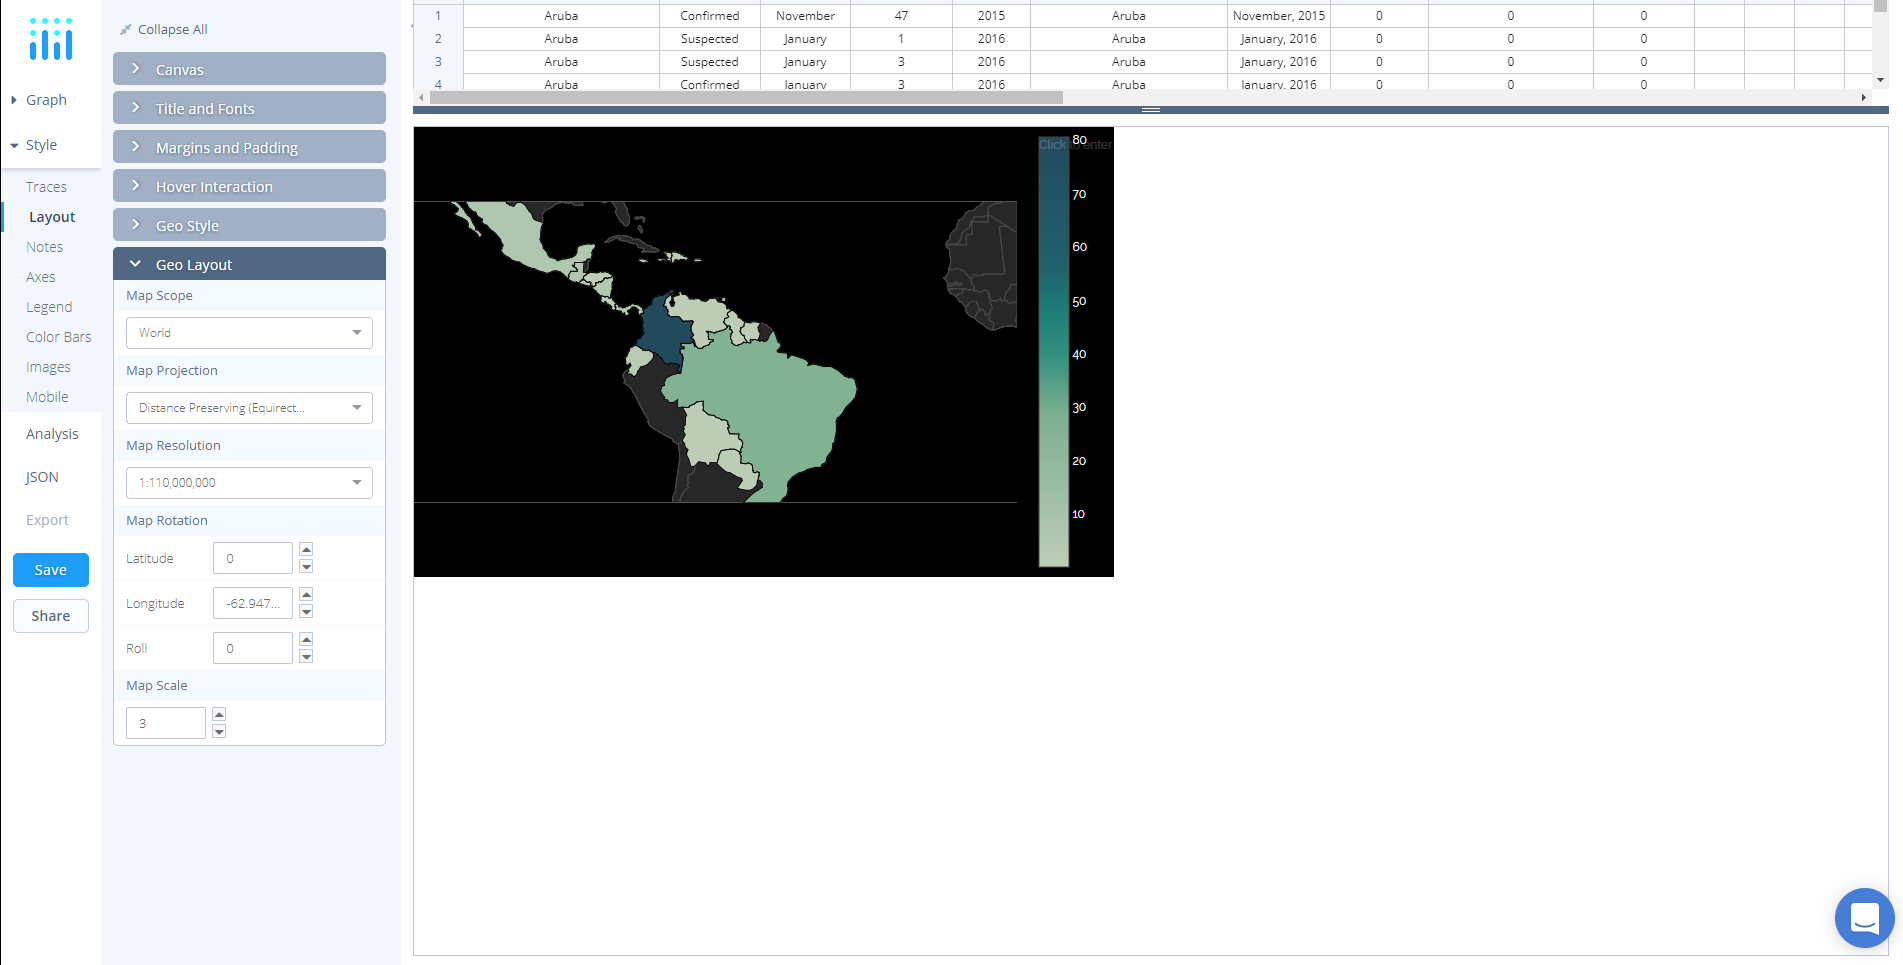 Collapse All
Canvas
Title and Fonts
Margins and Padding
Hover Interaction
Geo Style
Geo Layout
Map Scope
World
Map Projection
Distance Preserving (Equirect...
Map Resolution
1:110,000,000
Map Rotation
Latitude 0
Longitude -62.947...
Roll 0
Map Scale
3
Graph
Style
Traces
Layout
Notes
Axes
Legend
Color Bars
Images
Mobile
Analysis
JSON
Export
Save
Share
1 Aruba Confirmed November 47 2015 Aruba November, 2015 0 0 0
2 Aruba Suspected January 1 2016 Aruba January, 2016 0 0 0
3 Aruba Suspected January 3 2016 Aruba January, 2016 0 0 0
4 Aruba Confirmed January 3 2016 Aruba January, 2016 0 0 0
Click to enter
80
70
60
50
40
30
20
10